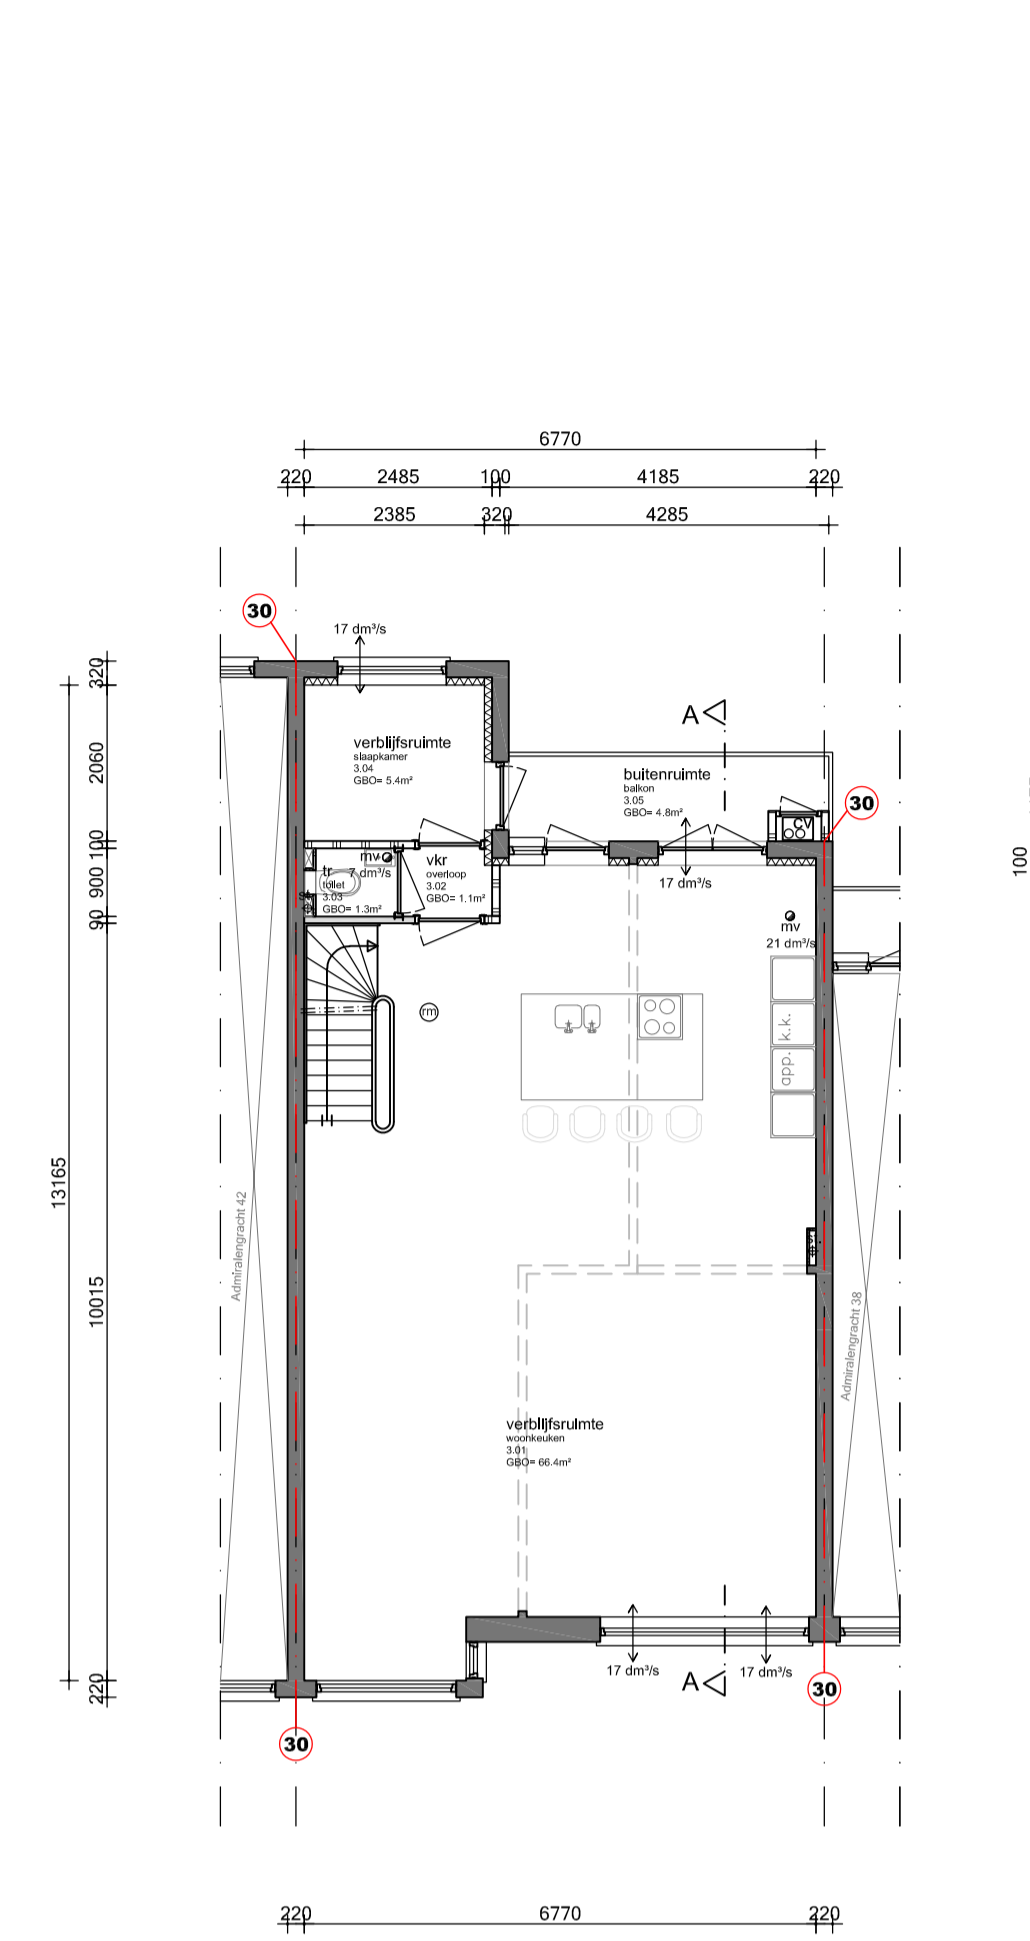 6770
220 2485 100 4185 220
2385 320 4285
30
17 dm³/s
320
2060
100
900
90
13165
10015
220
verblijfsruimte
slaapkamer
3.04
GBO= 5.4m²
A
buitenruimte
balkon
3.05
GBO= 4.8m²
30
cv
100
mv
7 dm³/s
tr
toilet
3.03
GBO= 1.3m²
vkr
overloop
3.02
GBO= 1.1m²
17 dm³/s
mv
21 dm³/s
rm
k.k.
app.
Admiralengracht 42
Admiralengracht 38
verblijfsruimte
woonkeuken
3.01
GBO= 66.4m²
17 dm³/s
17 dm³/s
A
30
30
220 6770 220